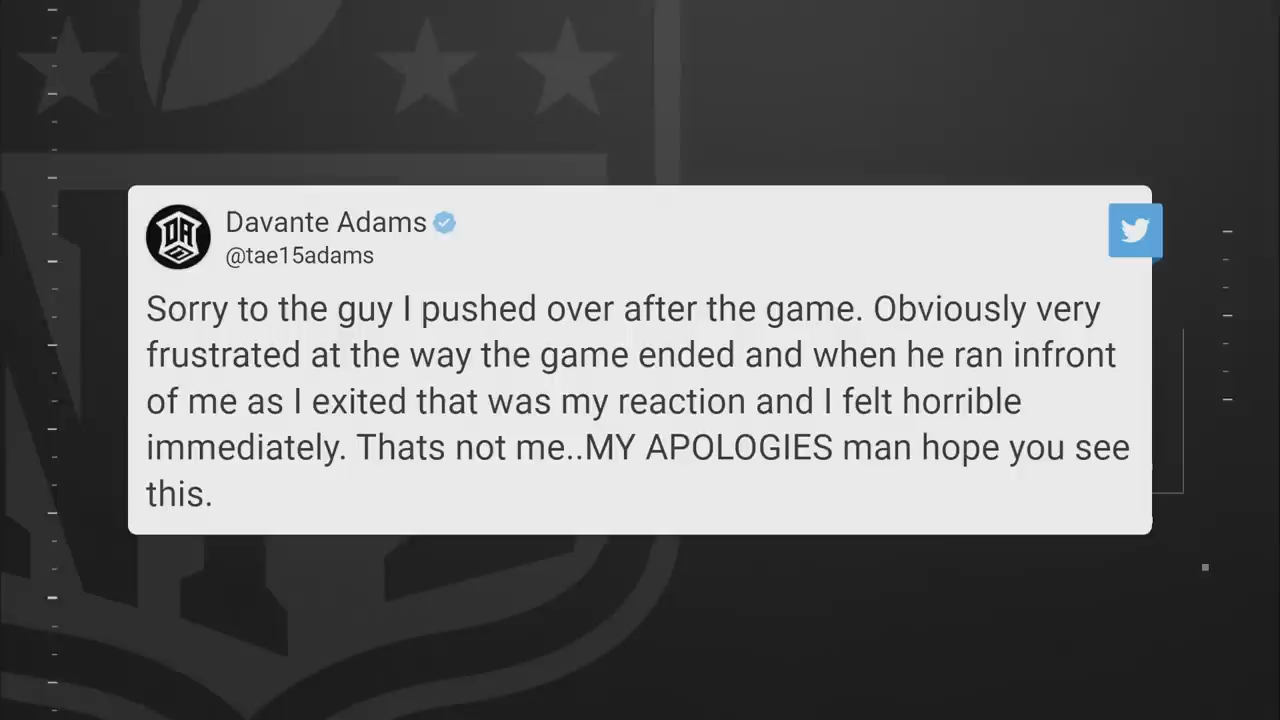 Davante Adams
@tae15adams
Sorry to the guy I pushed over after the game. Obviously very
frustrated at the way the game ended and when he ran infront
of me as I exited that was my reaction and I felt horrible
immediately. Thats not me..MY APOLOGIES man hope you see
this.